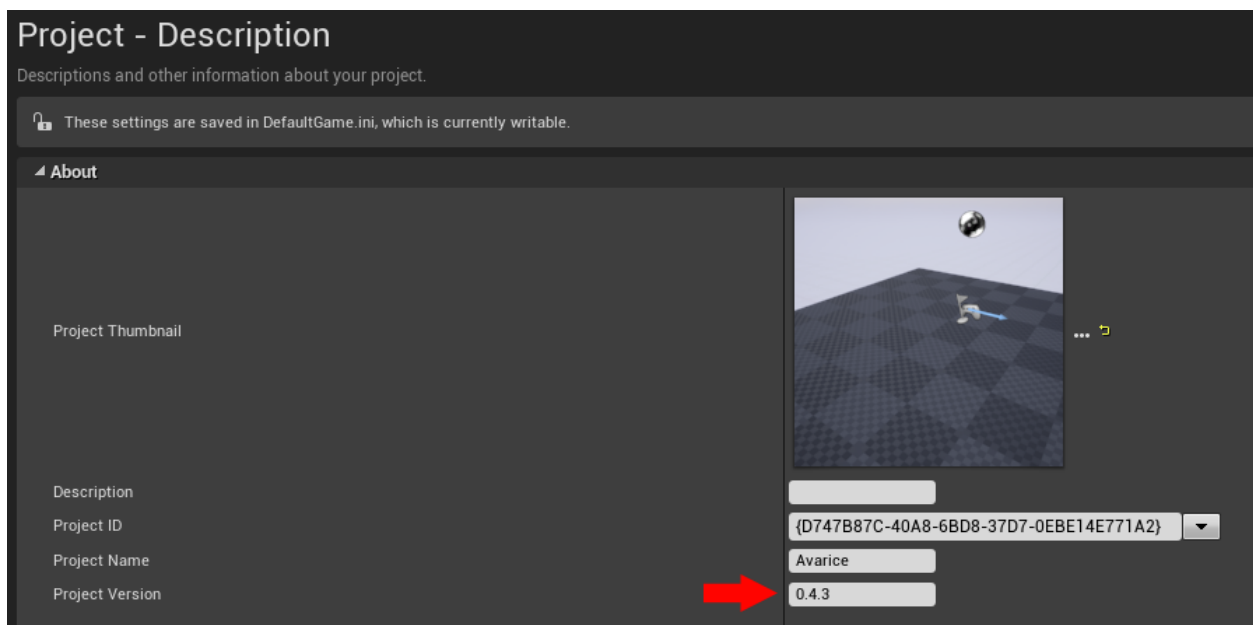 Project - Description
Descriptions and other information about your project.
These settings are saved in DefaultGame.ini, which is currently writable.
About
Project Thumbnail
Description
Project ID {D747B87C-40A8-6BD8-37D7-0EBE14E771A2}
Project Name Avarice
Project Version 0.4.3